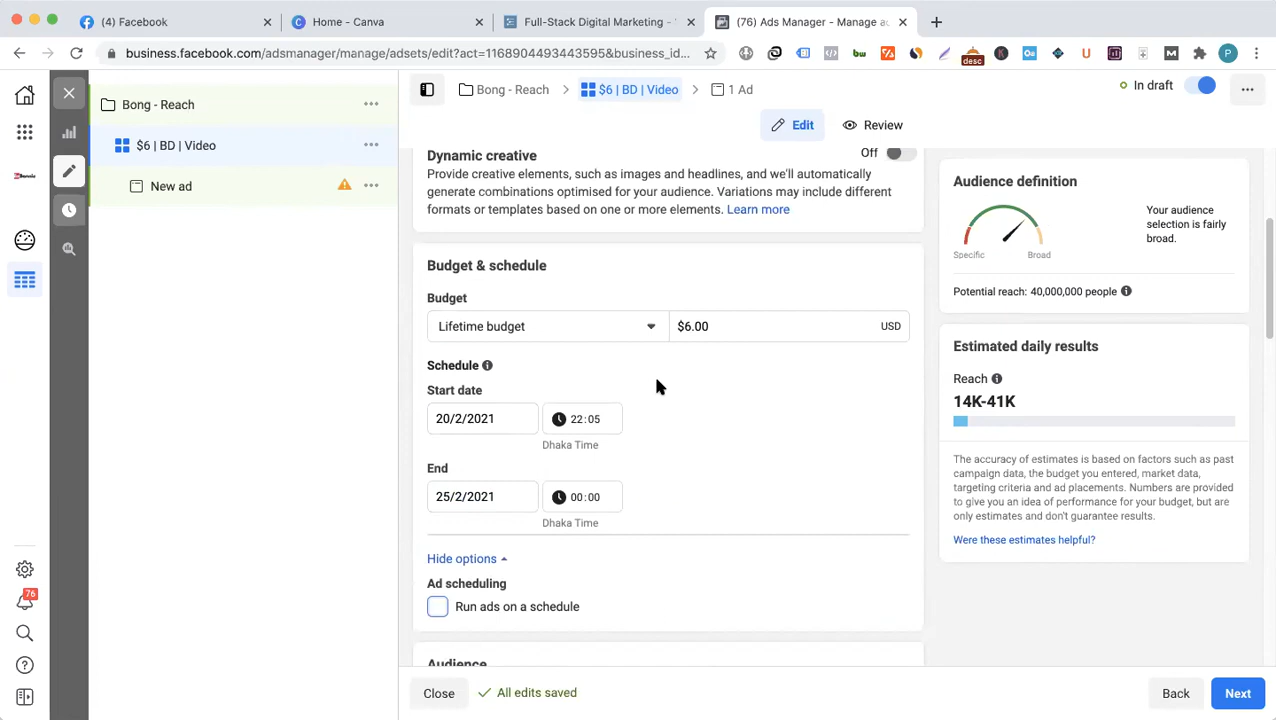 (4) Facebook
Home - Canva
Full-Stack Digital Marketing -
(76) Ads Manager - Manage ad
business.facebook.com/adsmanager/manage/adsets/edit?act=1168904493443595&business_id...
desc
P
Bong - Reach
$6 | BD | Video
New ad
76
Bong - Reach
$6 | BD | Video
1 Ad
In draft
Edit
Review
Dynamic creative
Off
Provide creative elements, such as images and headlines, and we'll automatically
generate combinations optimised for your audience. Variations may include different
formats or templates based on one or more elements. Learn more
Budget & schedule
Budget
Lifetime budget
$6.00
USD
Schedule
Start date
20/2/2021
22:05
Dhaka Time
End
25/2/2021
00:00
Dhaka Time
Hide options
Ad scheduling
Run ads on a schedule
Audience
Close
All edits saved
Back
Next
Audience definition
Specific
Broad
Your audience
selection is fairly
broad.
Potential reach: 40,000,000 people
Estimated daily results
Reach
14K-41K
The accuracy of estimates is based on factors such as past
campaign data, the budget you entered, market data,
targeting criteria and ad placements. Numbers are provided
to give you an idea of performance for your budget, but are
only estimates and don't guarantee results.
Were these estimates helpful?